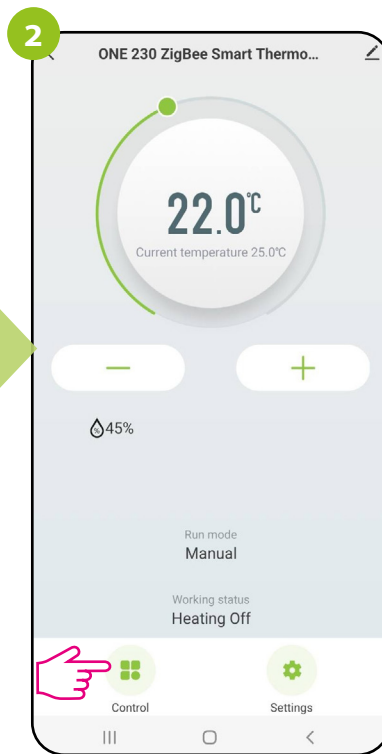 2
ONE 230 ZigBee Smart Thermo...
22.0°C
Current temperature 25.0°C
45%
Run mode
Manual
Working status
Heating Off
Control
Settings